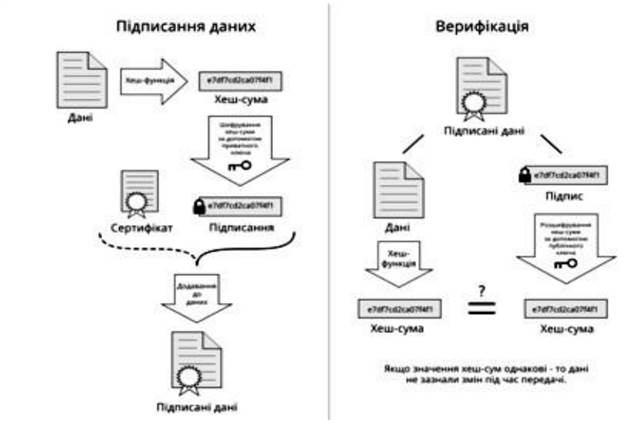 Підписання даних
Хеш-функція
e7df7cd2ca07f4f1
Хеш-сума
Дані
Шифрування
хеш-суми
за допомогою
приватного
ключа
Сертифікат
e7df7cd2ca07f4f1
Підписання
Додавання
до
даних
Підписані дані
Верифікація
Підписані дані
Дані
e7df7cd2ca07f4f1
Підпис
Хеш-
функція
Розшифрування
хеш-суми
за допомогою
публічного
ключа
e7df7cd2ca07f4f1
Хеш-сума
?
=
e7df7cd2ca07f4f1
Хеш-сума
Якщо значення хеш-сум однакові - то дані
не зазнали змін під час передачі.